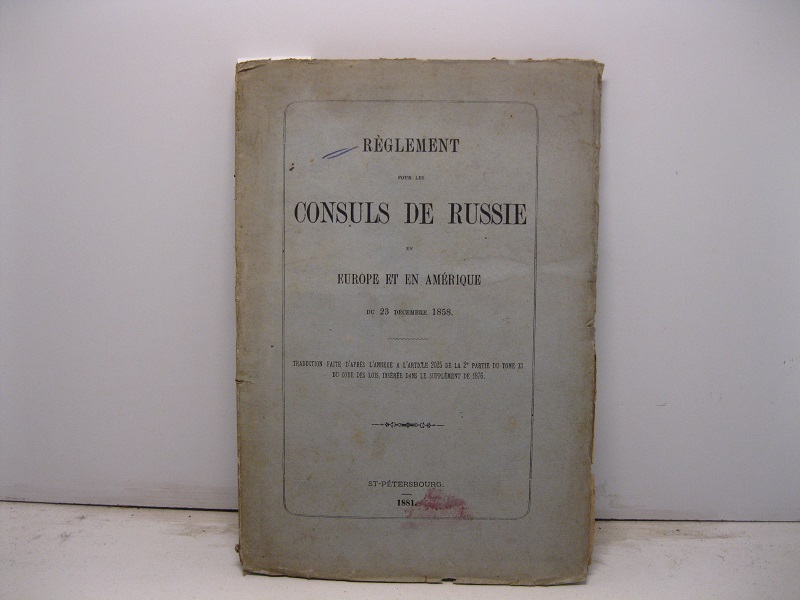 RÈGLEMENT
POUR LES
CONSULS DE RUSSIE
EN
EUROPE ET EN AMÉRIQUE
DU 23 DÉCEMBRE 1858.
TRADUCTION FAITE D'APRÈS L'ANNEXE A L'ARTICLE 2035 DE LA 2e PARTIE DU TOME XI
DU CODE DES LOIS, INSÉRÉE DANS LE SUPPLÉMENT DE 1876.
ST-PÉTERSBOURG.
1881.